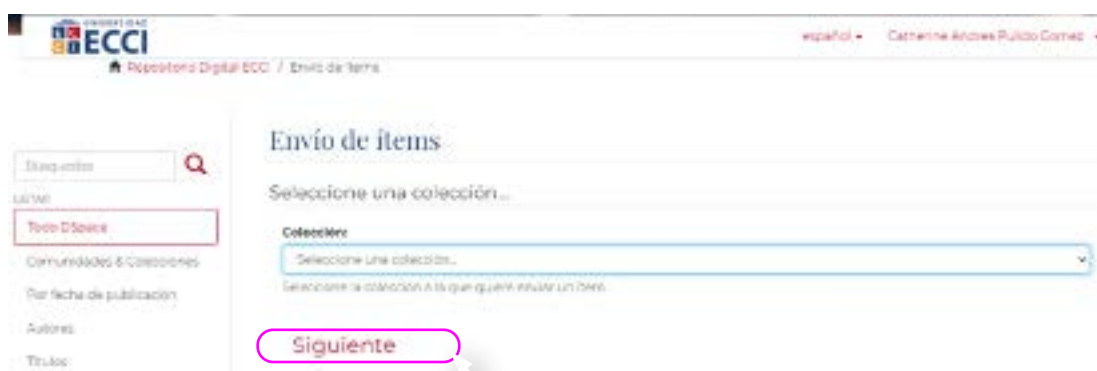 UNIVERSIDAD
ECCI
español Catherine Andrea Pulido Gomez
Repositorio Digital ECCI / Envío de ítems
Envío de ítems
Búsquedas
Seleccione una colección...
LISTAR
Todo DSpace
Colección:
Comunidades & Colecciones
Seleccione una colección...
Por fecha de publicación
Seleccione la colección a la que quiere enviar un ítem.
Autores
Siguiente
Títulos